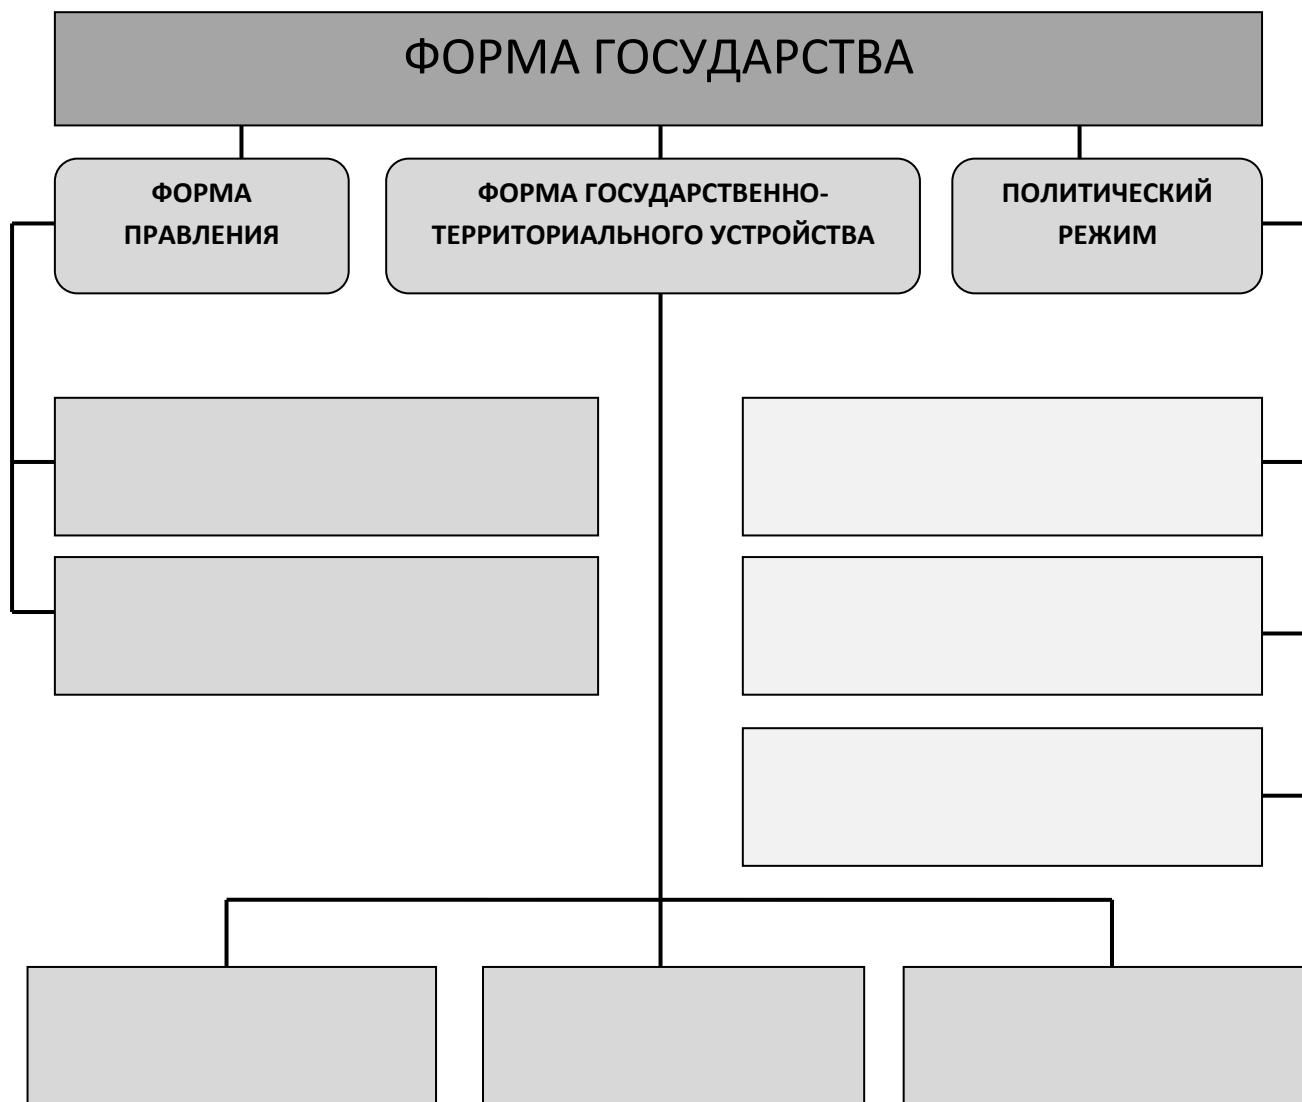 ФОРМА ГОСУДАРСТВА
ФОРМА
ПРАВЛЕНИЯ
ФОРМА ГОСУДАРСТВЕННО-
ТЕРРИТОРИАЛЬНОГО УСТРОЙСТВА
ПОЛИТИЧЕСКИЙ
РЕЖИМ